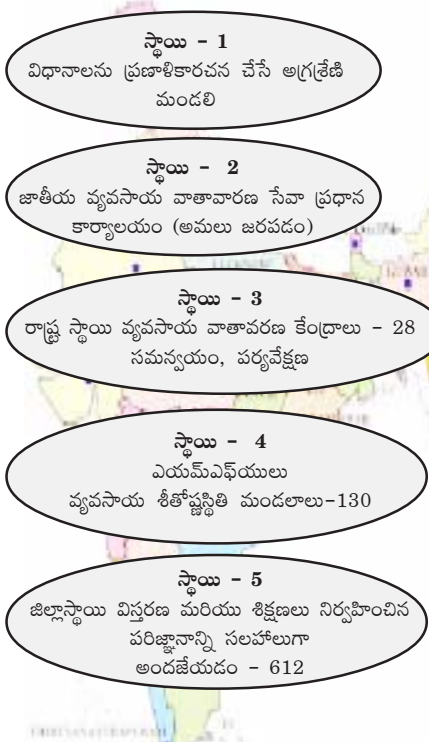 స్థాయి - 1
విధానాలను ప్రణాళికారచన చేసే అగ్రశ్రేణి
మండలి
స్థాయి - 2
జాతీయ వ్యవసాయ వాతావారణ సేవా ప్రధాన
కార్యాలయం (అమలు జరపడం)
స్థాయి - 3
రాష్ట్ర స్థాయి వ్యవసాయ వాతావరణ కేంద్రాలు - 28
సమన్వయం, పర్యవేక్షణ
స్థాయి - 4
ఎయమ్ఎఫ్‌యులు
వ్యవసాయ శీతోష్ణస్థితి మండలాలు-130
స్థాయి - 5
జిల్లాస్థాయి విస్తరణ మరియు శిక్షణలు నిర్వహించిన
పరిజ్ఞానాన్ని సలహాలుగా
అందజేయడం - 612